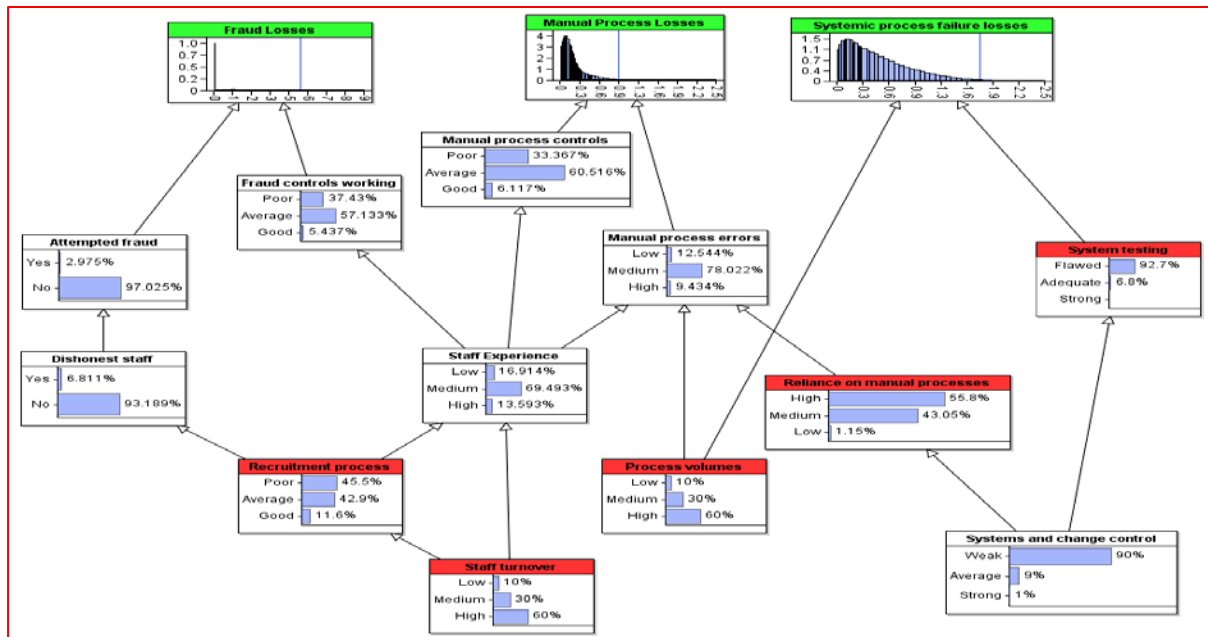 Fraud Losses
1.0
0.7
0.5
0.2
0
0 1 2 3 4 5 6 7 8 9
Manual Process Losses
4
3
1
0
0 0.3 0.6 0.9 1.3 1.6 1.9 2.2 2.5
Systemic process failure losses
1.5
1.1
0.7
0.4
0
0 0.3 0.6 0.9 1.3 1.6 1.9 2.2 2.5
Manual process controls
Poor 33.367%
Average 60.516%
Good 6.117%
Fraud controls working
Poor 37.43%
Average 57.133%
Good 5.437%
Attempted fraud
Yes 2.975%
No 97.025%
Manual process errors
Low 12.544%
Medium 78.022%
High 9.434%
System testing
Flawed 92.7%
Adequate 6.8%
Strong
Dishonest staff
Yes 6.811%
No 93.189%
Staff Experience
Low 16.914%
Medium 69.493%
High 13.593%
Reliance on manual processes
High 55.8%
Medium 43.05%
Low 1.15%
Recruitment process
Poor 45.5%
Average 42.9%
Good 11.6%
Process volumes
Low 10%
Medium 30%
High 60%
Systems and change control
Weak 90%
Average 9%
Strong 1%
Staff turnover
Low 10%
Medium 30%
High 60%